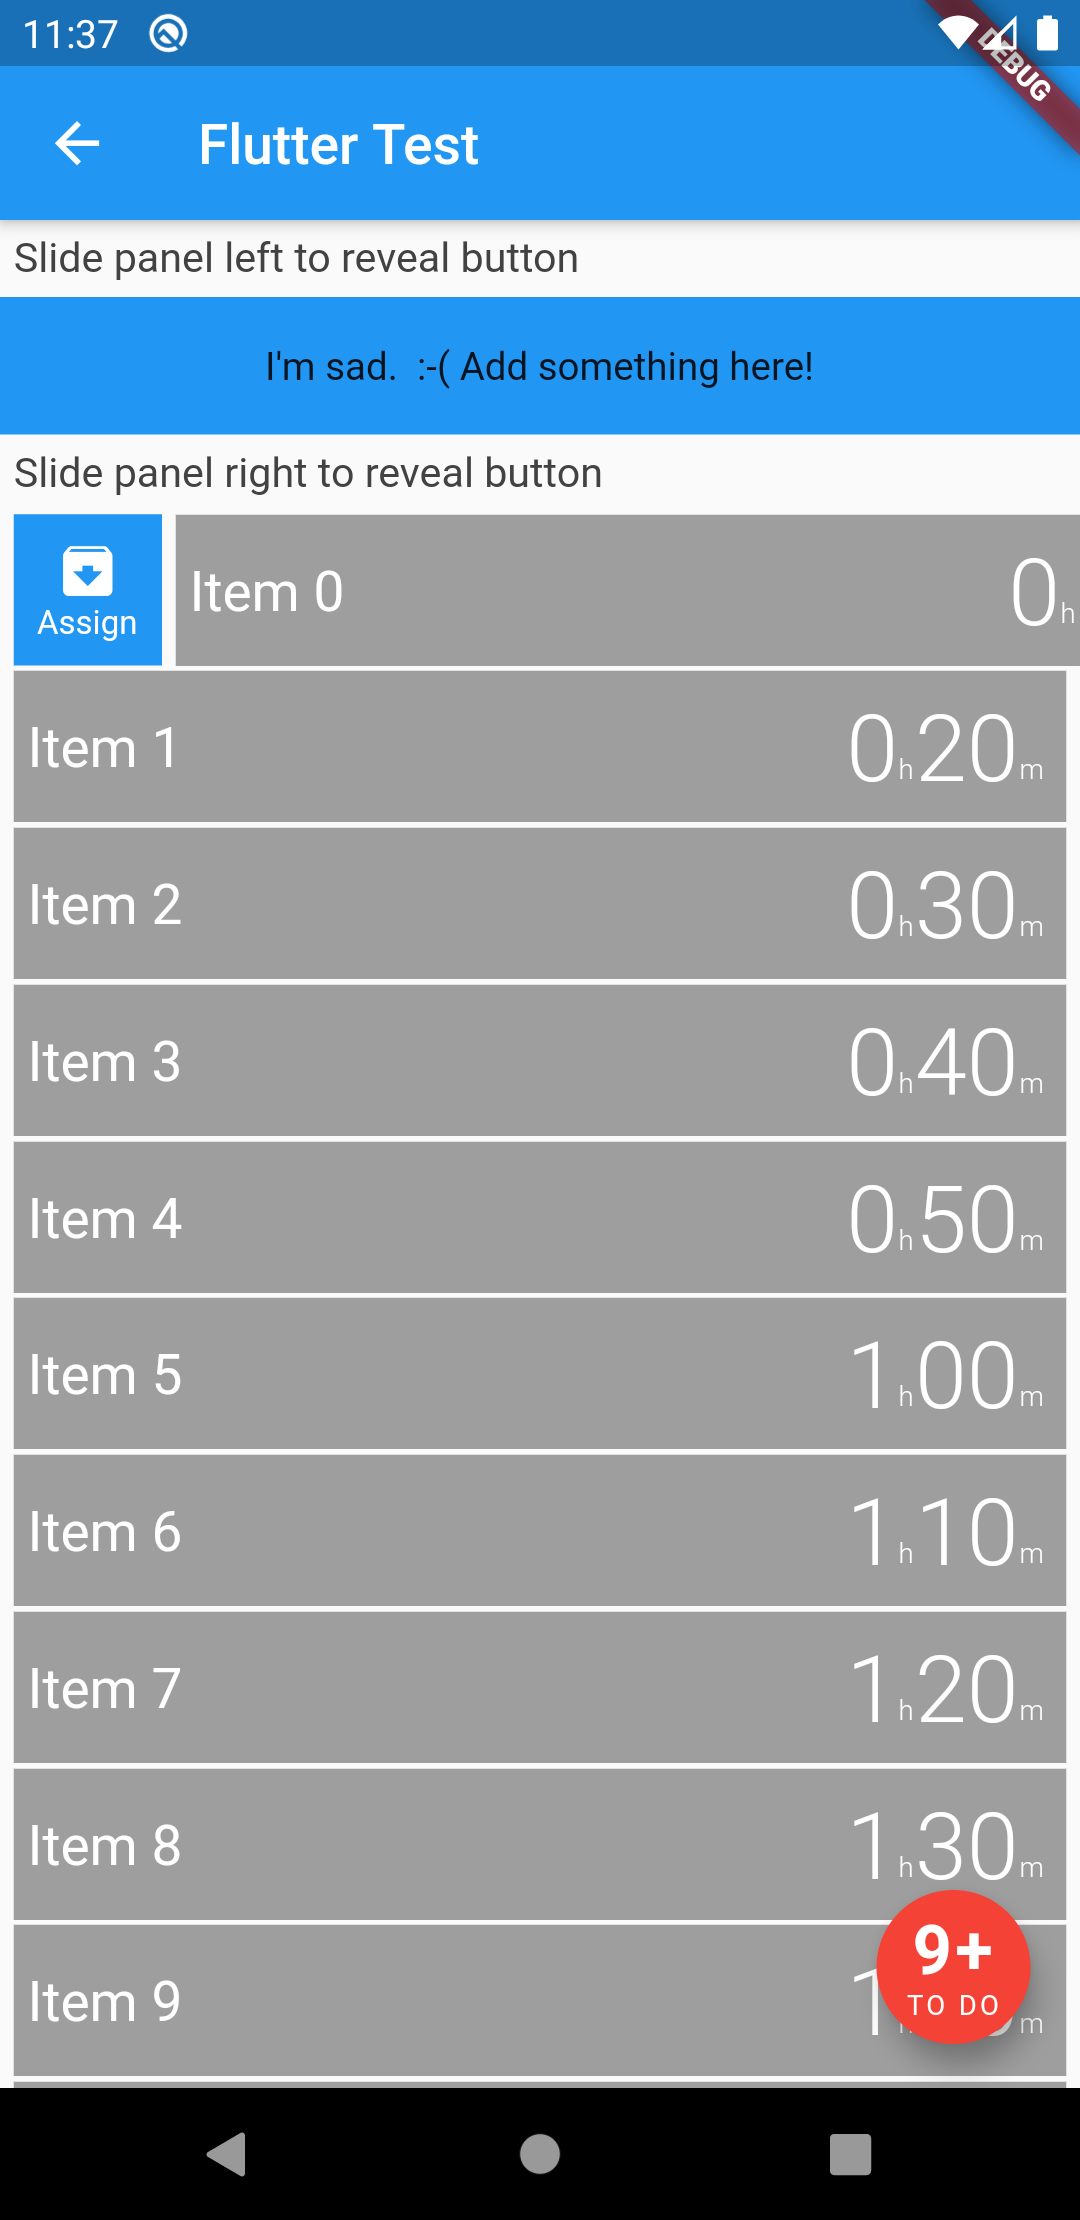 11:37
DEBUG
Flutter Test
Slide panel left to reveal button
I'm sad.  :-( Add something here!
Slide panel right to reveal button
Assign
Item 0 0h
Item 1 0h20m
Item 2 0h30m
Item 3 0h40m
Item 4 0h50m
Item 5 1h00m
Item 6 1h10m
Item 7 1h20m
Item 8 1h30m
Item 9 1 m
9+
TO DO